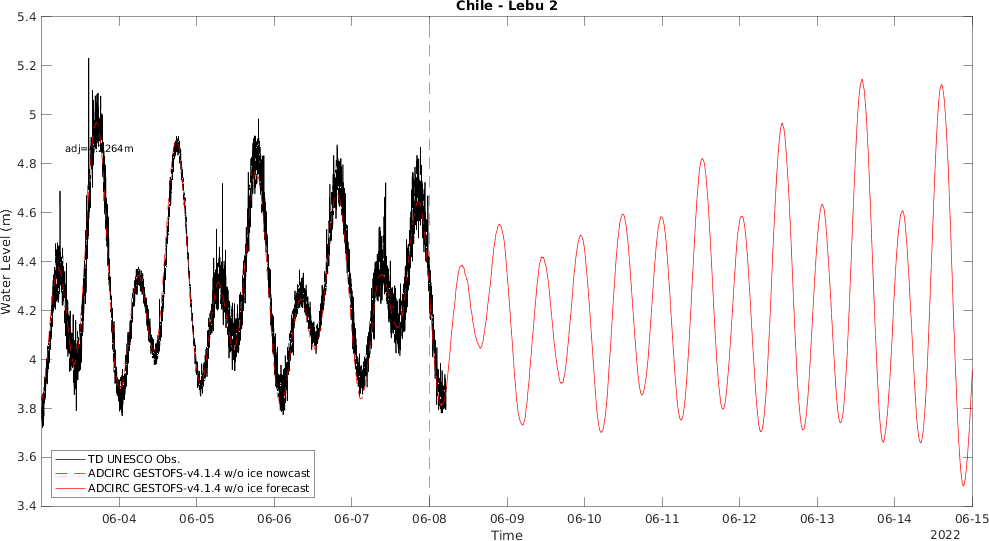 Chile - Lebu 2
5.4
5.2
5
4.8
4.6
4.4
4.2
4
3.8
3.6
3.4
Water Level (m)
TD UNESCO Obs.
ADCIRC GESTOFS-v4.1.4 w/o ice nowcast
ADCIRC GESTOFS-v4.1.4 w/o ice forecast
06-04 06-05 06-06 06-07 06-08 06-09 06-10 06-11 06-12 06-13 06-14 06-15
Time
2022